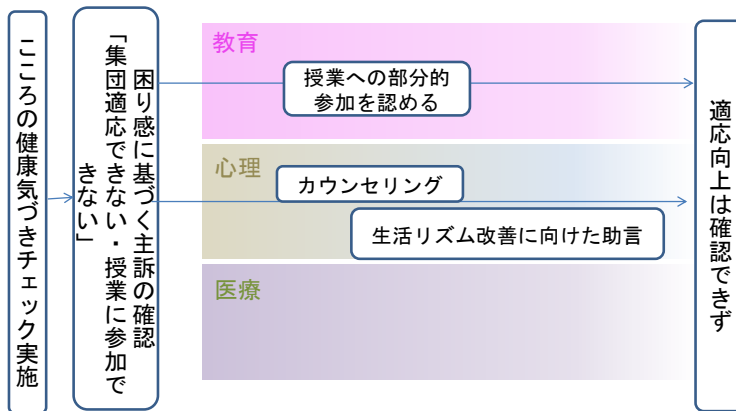 こころの健康気づきチェック実施
困り感に基づく主訴の確認
「集団適応できない・授業に参加で
きない」
教育
授業への部分的
参加を認める
心理
カウンセリング
生活リズム改善に向けた助言
医療
適応向上は確認できず